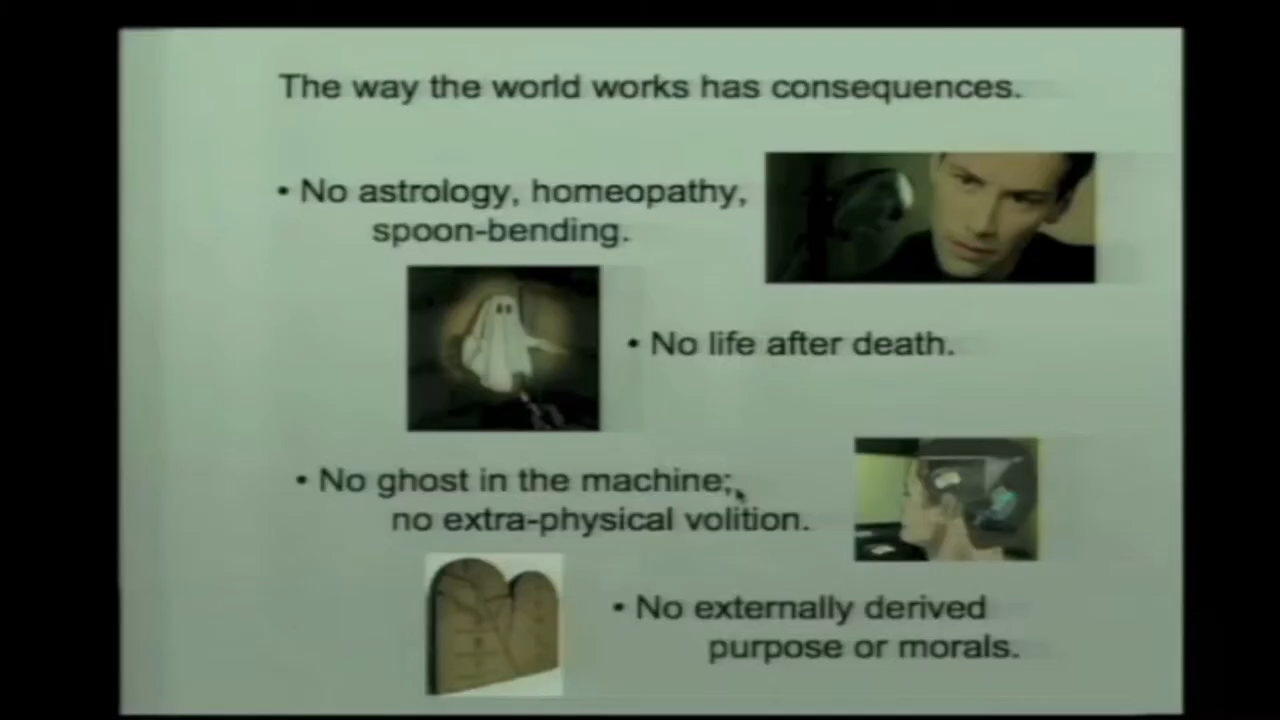 The way the world works has consequences.
• No astrology, homeopathy,
spoon-bending.
• No life after death.
• No ghost in the machine;
no extra-physical volition.
• No externally derived
purpose or morals.